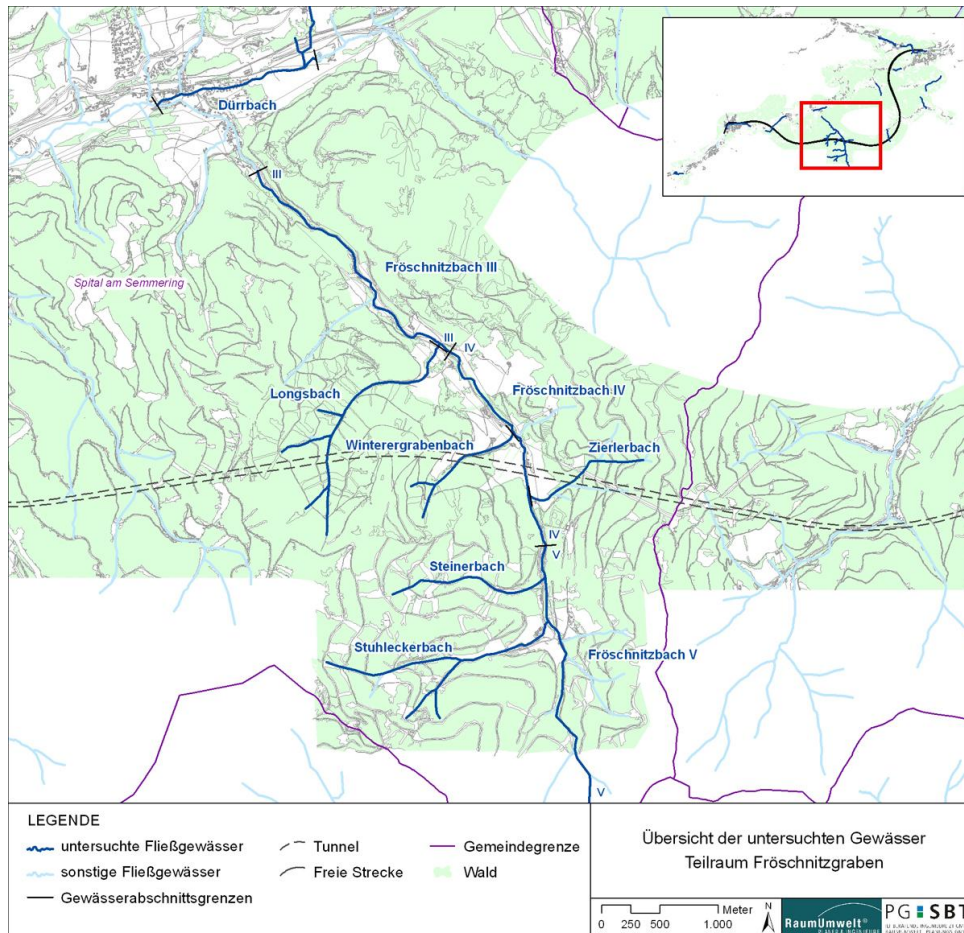 Dürrbach
III
Fröschnitzbach III
Spital am Semmering
III
IV
Longsbach
Fröschnitzbach IV
Winterergrabenbach
Zierlerbach
IV
V
Steinerbach
Stuhleckerbach
Fröschnitzbach V
V
LEGENDE
untersuchte Fließgewässer
Tunnel
Gemeindegrenze
sonstige Fließgewässer
Freie Strecke
Wald
Gewässerabschnittsgrenzen
Übersicht der untersuchten Gewässer
Teilraum Fröschnitzgraben
Meter
0 250 500 1.000
N
RaumUmwelt®
PG SBT